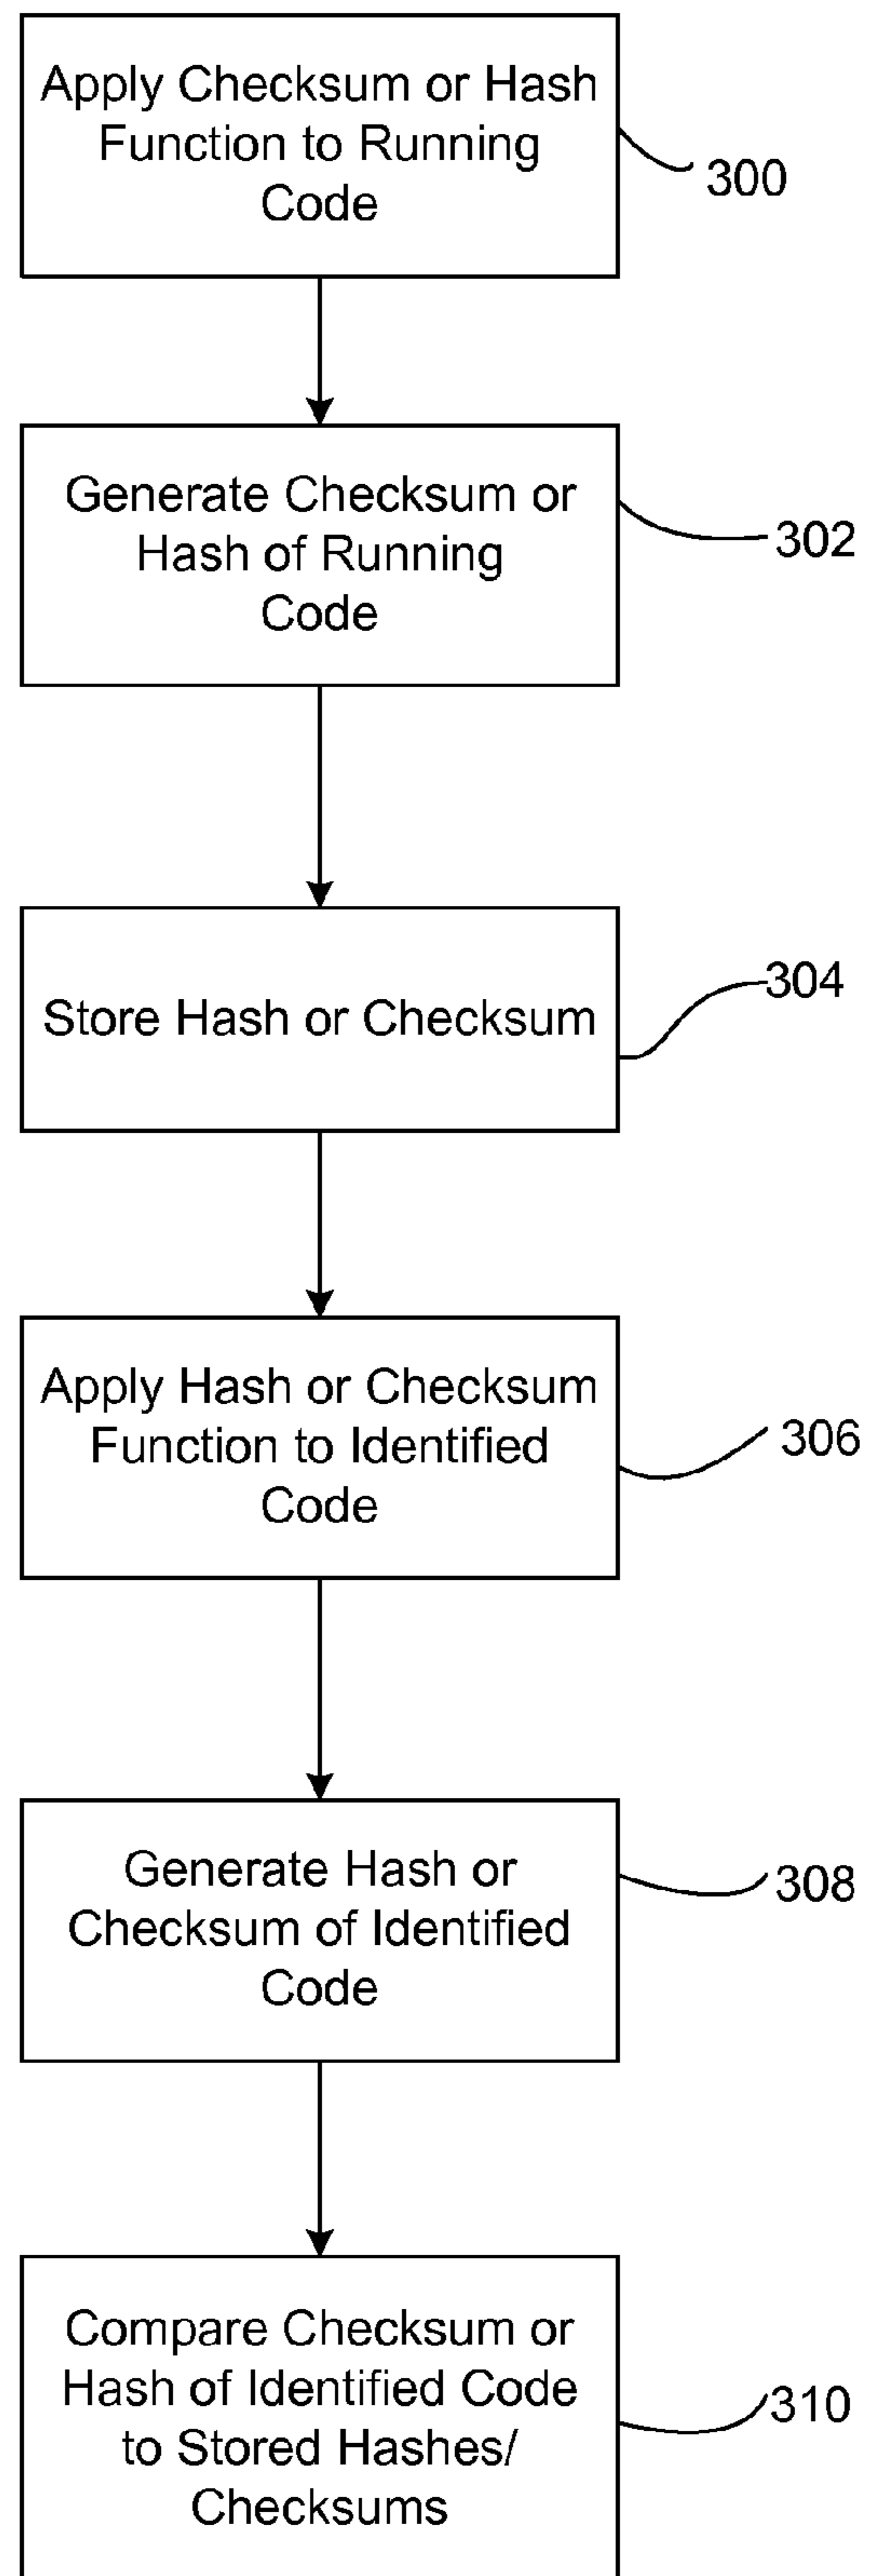 Apply Checksum or Hash
Function to Running
Code
300
Generate Checksum or
Hash of Running
Code
302
Store Hash or Checksum
304
Apply Hash or Checksum
Function to Identified
Code
306
Generate Hash or
Checksum of Identified
Code
308
Compare Checksum or
Hash of Identified Code
to Stored Hashes/
Checksums
310